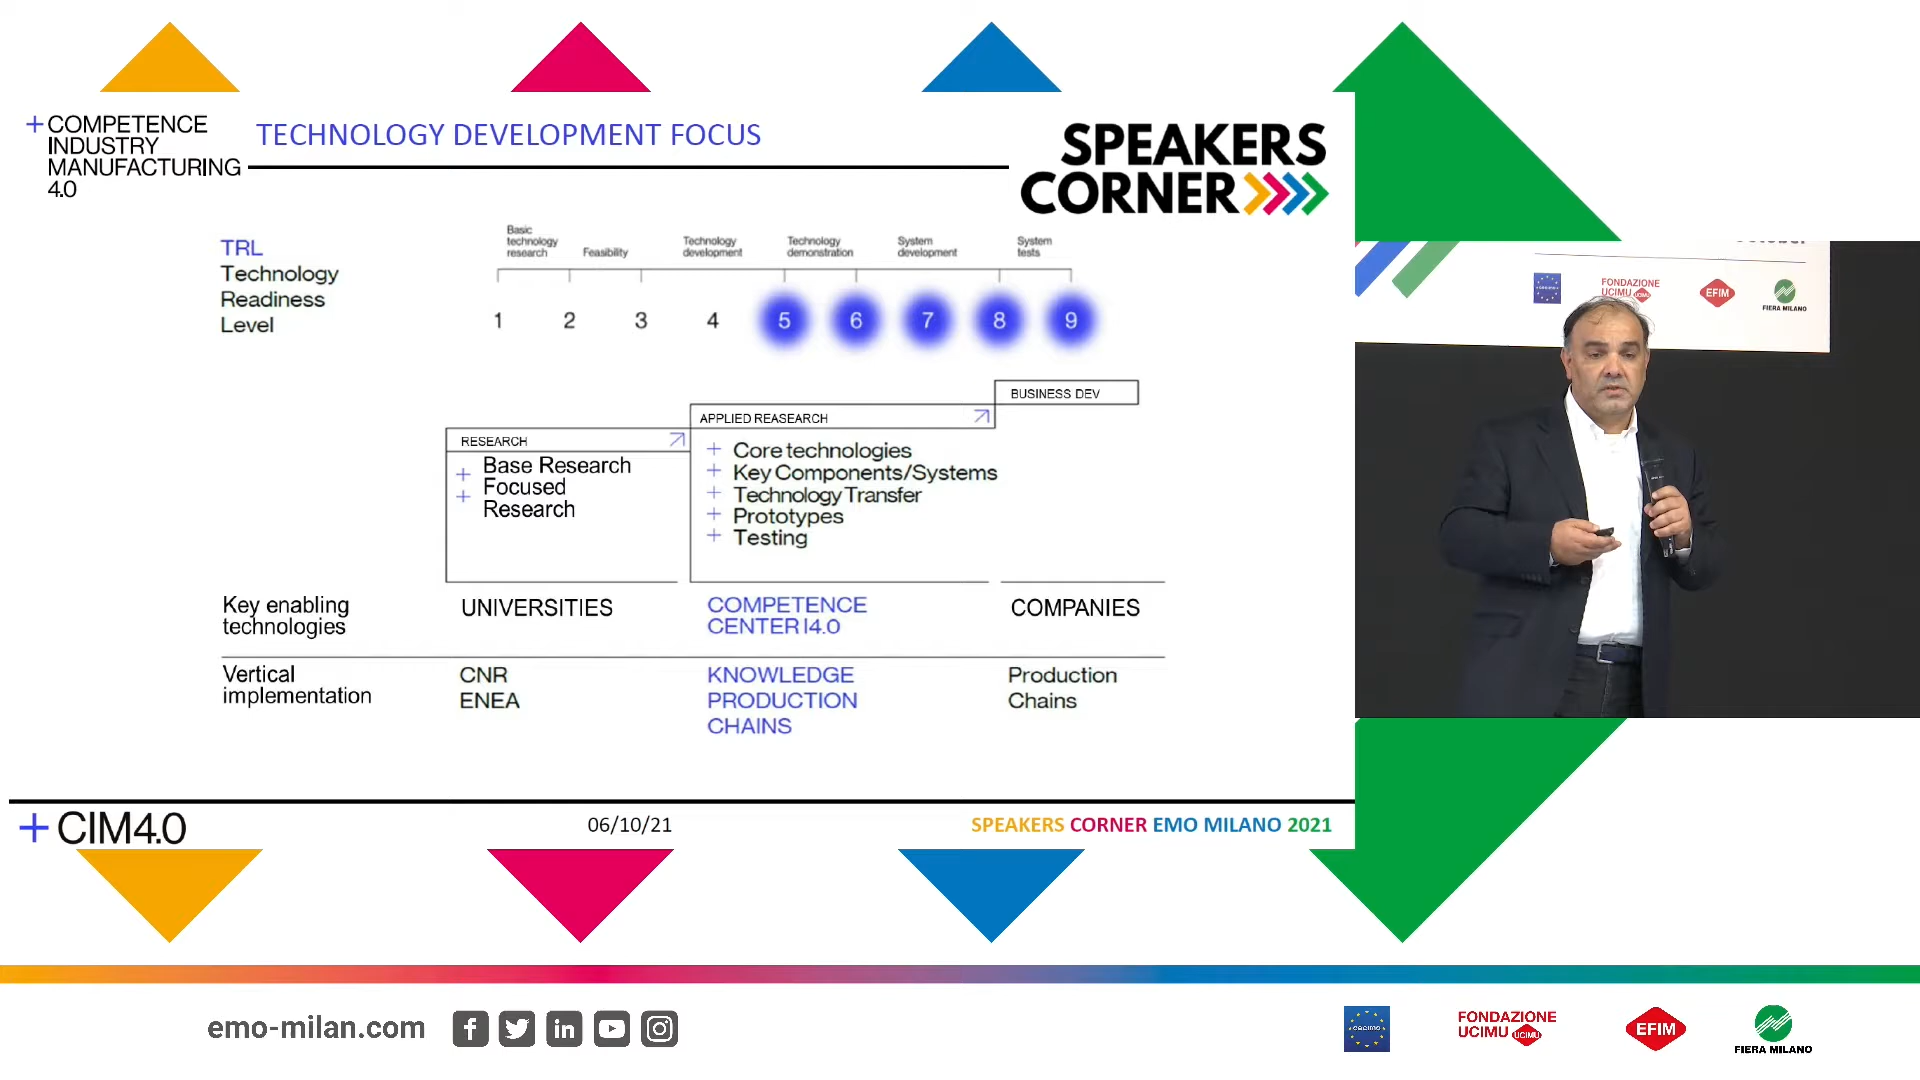 + COMPETENCE
INDUSTRY
MANUFACTURING
4.0
TECHNOLOGY DEVELOPMENT FOCUS
SPEAKERS
CORNER
TRL
Technology
Readiness
Level
Basic
technology
research
Feasibility
Technology
development
Technology
demonstration
System
development
System
tests
1 2 3 4 5 6 7 8 9
RESEARCH
+ Base Research
+ Focused
Research
APPLIED REASEARCH
+ Core technologies
+ Key Components/Systems
+ Technology Transfer
+ Prototypes
+ Testing
BUSINESS DEV
Key enabling
technologies
UNIVERSITIES
COMPETENCE
CENTER I4.0
COMPANIES
Vertical
implementation
CNR
ENEA
KNOWLEDGE
PRODUCTION
CHAINS
Production
Chains
+ CIM4.0
06/10/21
SPEAKERS CORNER EMO MILANO 2021
FONDAZIONE
UCIMU
EFIM
FIERA MILANO
emo-milan.com
cecimo
FONDAZIONE
UCIMU UCIMU
EFIM
FIERA MILANO